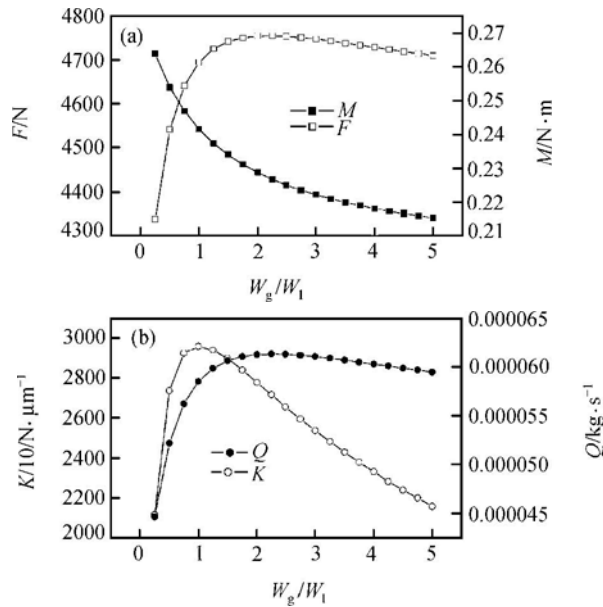 (a)
F/N
4800
4700
4600
4500
4400
4300
M
F
0.27
0.26
0.25
0.24
0.23
0.22
0.21
M/N·m
0 1 2 3 4 5
Wg/W1
(b)
K/10/N·μm⁻¹
3000
2800
2600
2400
2200
2000
Q
K
0.000065
0.000060
0.000055
0.000050
0.000045
Q/kg·s⁻¹
0 1 2 3 4 5
Wg/W1